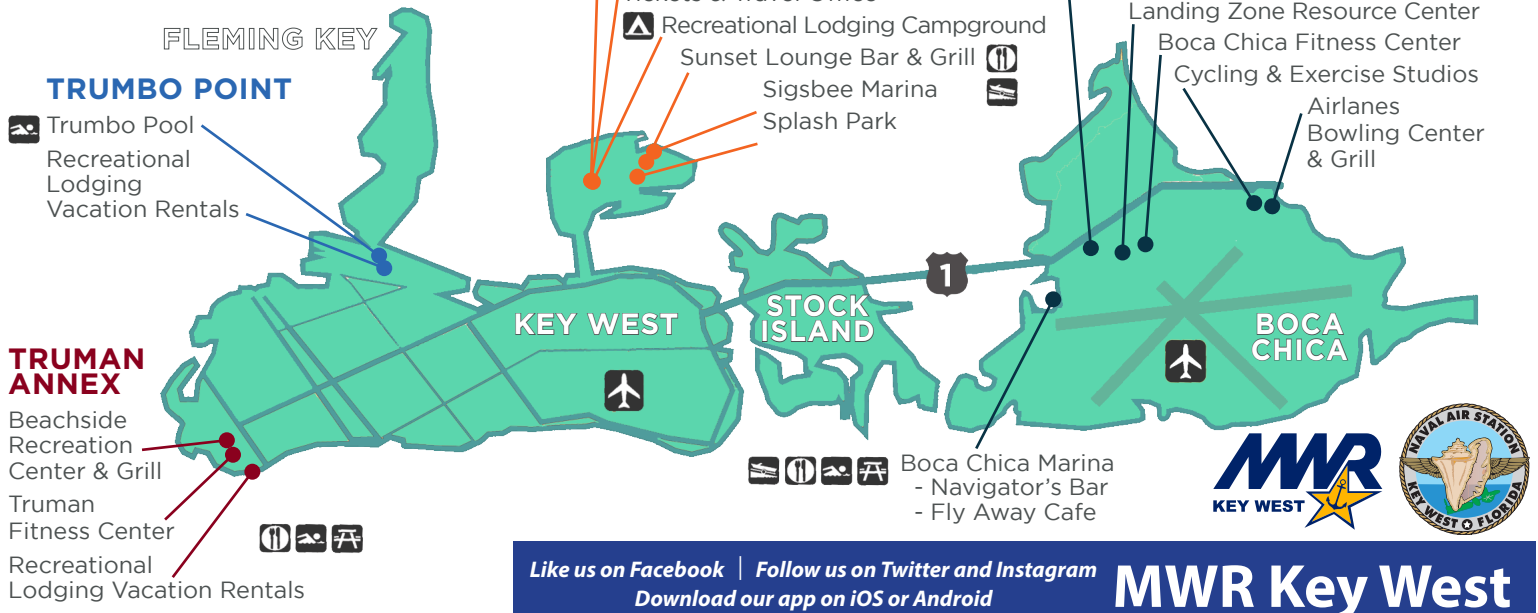 Recreational Lodging Campground
Sunset Lounge Bar & Grill
Sigsbee Marina
Splash Park
Landing Zone Resource Center
Boca Chica Fitness Center
Cycling & Exercise Studios
Airlanes
Bowling Center
& Grill
FLEMING KEY
TRUMBO POINT
Trumbo Pool
Recreational
Lodging
Vacation Rentals
KEY WEST
STOCK
ISLAND
1
BOCA
CHICA
TRUMAN
ANNEX
Beachside
Recreation
Center & Grill
Truman
Fitness Center
Recreational
Lodging Vacation Rentals
Boca Chica Marina
- Navigator's Bar
- Fly Away Cafe
MWR
KEY WEST
NAVAL AIR STATION
KEY WEST FLORIDA
Like us on Facebook | Follow us on Twitter and Instagram
Download our app on iOS or Android
MWR Key West